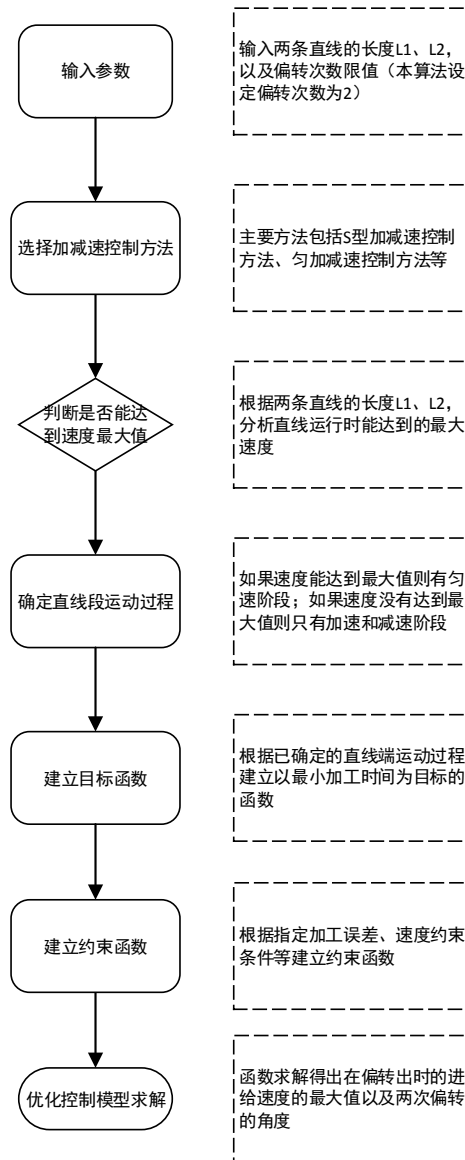 输入参数
输入两条直线的长度L1、L2,
以及偏转次数限值（本算法设
定偏转次数为2）
选择加减速控制方法
主要方法包括S型加减速控制
方法、匀加减速控制方法等
判断是否能达
到速度最大值
根据两条直线的长度L1、L2,
分析直线运行时能达到的最大
速度
确定直线段运动过程
如果速度能达到最大值则有匀
速阶段；如果速度没有达到最
大值则只有加速和减速阶段
建立目标函数
根据已确定的直线端运动过程
建立以最小加工时间为目标的
函数
建立约束函数
根据指定加工误差、速度约束
条件等建立约束函数
优化控制模型求解
函数求解得出在偏转出时的进
给速度的最大值以及两次偏转
的角度